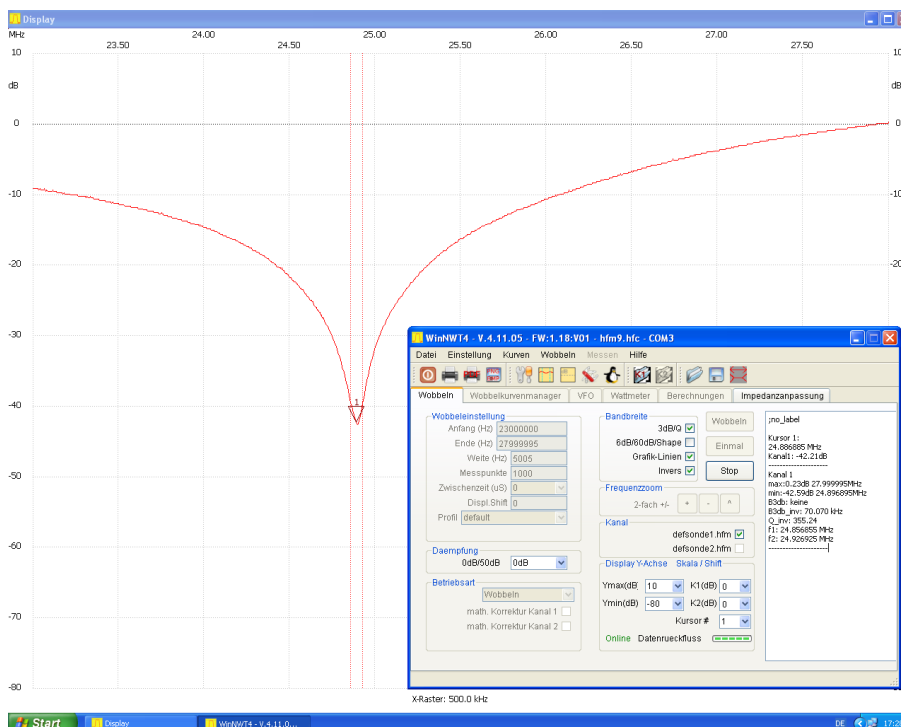 Display
MHz
23.50 24.00 24.50 25.00 25.50 26.00 26.50 27.00 27.50
10 10
dB dB
0 0
-10 -10
-20 -20
-30
-40
-50
-60
-70
-80
1
WinNWT4 - V.4.11.05 - FW:1.18:V01 - hfm9.hfc - COM3
Datei Einstellung Kurven Wobbeln Messen Hilfe
Wobbeln Wobbelkurvenmanager VFO Wattmeter Berechnungen Impedanzanpassung
Wobbeleinstellung
Anfang (Hz) 23000000
Ende (Hz) 27999995
Weite (Hz) 5005
Messpunkte 1000
Zwischenzeit (uS) 0
Displ.Shift 0
Profil default
Daempfung
0dB/50dB 0dB
Betriebsart
Wobbeln
math. Korrektur Kanal 1
math. Korrektur Kanal 2
Bandbreite
3dB/Q
6dB/60dB/Shape
Grafik-Linien
Invers
Wobbeln
Einmal
Stop
Frequenzzoom
2-fach +/- + - ^
Kanal
defsonde1.hfm
defsonde2.hfm
Display Y-Achse Skala / Shift
Ymax(dB) 10 K1(dB) 0
Ymin(dB) -80 K2(dB) 0
Kursor # 1
Online Datenrueckfluss
;no_label
Kursor 1:
24.886885 MHz
Kanal1: -42.21dB
---------------------
Kanal 1
max:0.23dB 27.999995MHz
min:-42.59dB 24.896895MHz
B3db: keine
B3db_inv: 70.070 kHz
Q_inv: 355.24
f1: 24.856855 MHz
f2: 24.926925 MHz
---------------------
X-Raster: 500.0 kHz
Start Display WinNWT4 - V.4.11.0... DE